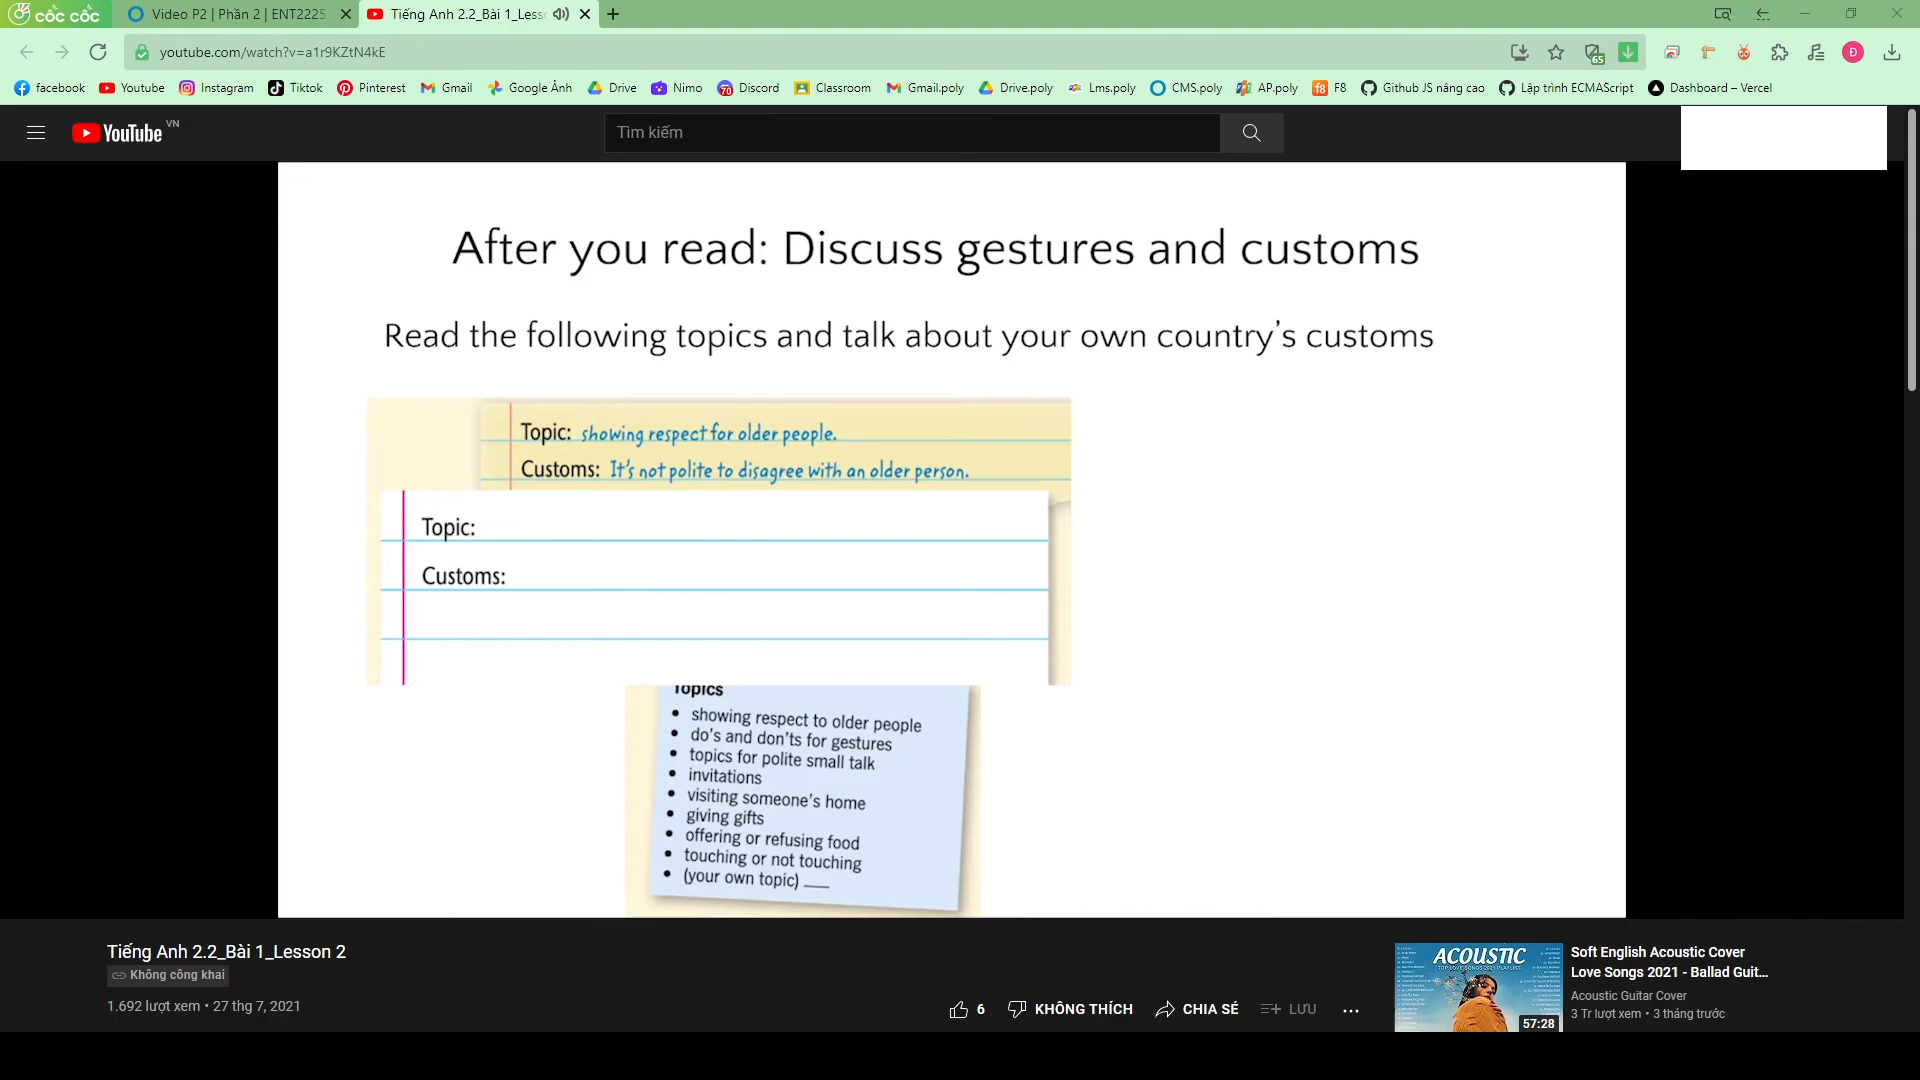 cốc cốc
Video P2 | Phần 2 | ENT2225
Tiếng Anh 2.2_Bài 1_Less
youtube.com/watch?v=a1r9KZtN4kE
65
Đ
facebook Youtube Instagram Tiktok Pinterest Gmail Google Ảnh Drive Nimo Discord Classroom Gmail.poly Drive.poly Lms.poly CMS.poly AP.poly F8 Github JS nâng cao Lập trình ECMAScript Dashboard – Vercel
YouTube VN
Tìm kiếm
After you read: Discuss gestures and customs
Read the following topics and talk about your own country's customs
Topic: showing respect for older people.
Customs: It's not polite to disagree with an older person.
Topic:
Customs:
Topics
• showing respect to older people
• do's and don'ts for gestures
• topics for polite small talk
• invitations
• visiting someone's home
• giving gifts
• offering or refusing food
• touching or not touching
• (your own topic) ___
Tiếng Anh 2.2_Bài 1_Lesson 2
Không công khai
1.692 lượt xem • 27 thg 7, 2021
6 KHÔNG THÍCH CHIA SẺ LƯU
ACOUSTIC
TOP LOVE SONGS 2021 PLAYLIST
57:28
Soft English Acoustic Cover
Love Songs 2021 - Ballad Guit...
Acoustic Guitar Cover
3 Tr lượt xem • 3 tháng trước